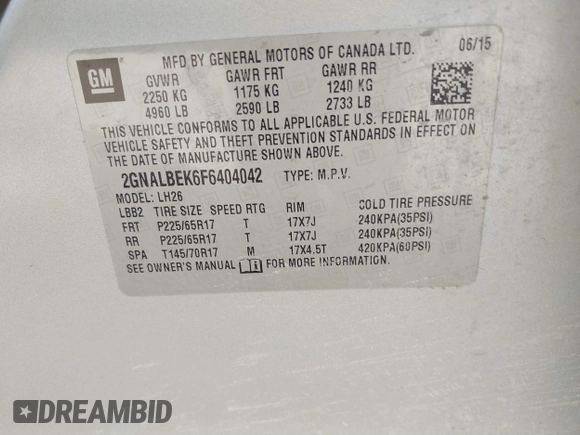 GM
MFD BY GENERAL MOTORS OF CANADA LTD. 06/15
GVWR GAWR FRT GAWR RR
2250 KG 1175 KG 1240 KG
4960 LB 2590 LB 2733 LB
THIS VEHICLE CONFORMS TO ALL APPLICABLE U.S. FEDERAL MOTOR
VEHICLE SAFETY AND THEFT PREVENTION STANDARDS IN EFFECT ON
THE DATE OF MANUFACTURE SHOWN ABOVE.
2GNALBEK6F6404042 TYPE: M.P.V.
MODEL: LH26
LBB2 TIRE SIZE SPEED RTG RIM COLD TIRE PRESSURE
FRT P225/65R17 T 17X7J 240KPA(35PSI)
RR P225/65R17 T 17X7J 240KPA(35PSI)
SPA T145/70R17 M 17X4.5T 420KPA(60PSI)
SEE OWNER'S MANUAL FOR MORE INFORMATION.
DREAMBID